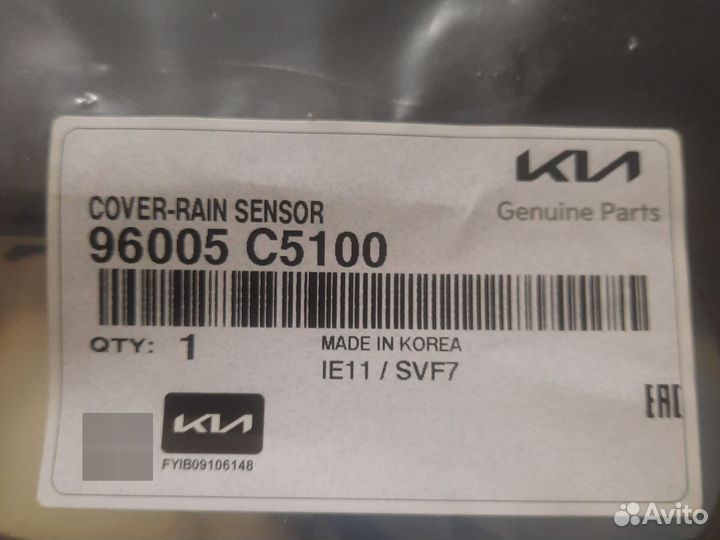 KIA
COVER-RAIN SENSOR
Genuine Parts
96005 C5100
QTY: 1
MADE IN KOREA
IE11 / SVF7
EAC
KIA
FYIB09106148
Avito